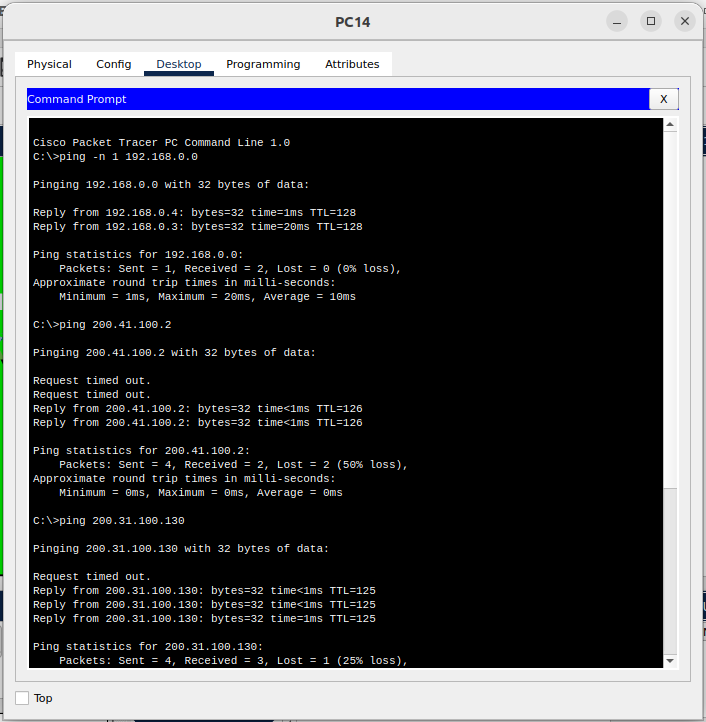 PC14
Physical Config Desktop Programming Attributes
Command Prompt X
Cisco Packet Tracer PC Command Line 1.0
C:\>ping -n 1 192.168.0.0
Pinging 192.168.0.0 with 32 bytes of data:
Reply from 192.168.0.4: bytes=32 time=1ms TTL=128
Reply from 192.168.0.3: bytes=32 time=20ms TTL=128
Ping statistics for 192.168.0.0:
Packets: Sent = 1, Received = 2, Lost = 0 (0% loss),
Approximate round trip times in milli-seconds:
Minimum = 1ms, Maximum = 20ms, Average = 10ms
C:\>ping 200.41.100.2
Pinging 200.41.100.2 with 32 bytes of data:
Request timed out.
Request timed out.
Reply from 200.41.100.2: bytes=32 time<1ms TTL=126
Reply from 200.41.100.2: bytes=32 time<1ms TTL=126
Ping statistics for 200.41.100.2:
Packets: Sent = 4, Received = 2, Lost = 2 (50% loss),
Approximate round trip times in milli-seconds:
Minimum = 0ms, Maximum = 0ms, Average = 0ms
C:\>ping 200.31.100.130
Pinging 200.31.100.130 with 32 bytes of data:
Request timed out.
Reply from 200.31.100.130: bytes=32 time<1ms TTL=125
Reply from 200.31.100.130: bytes=32 time<1ms TTL=125
Reply from 200.31.100.130: bytes=32 time=1ms TTL=125
Ping statistics for 200.31.100.130:
Packets: Sent = 4, Received = 3, Lost = 1 (25% loss),
Top